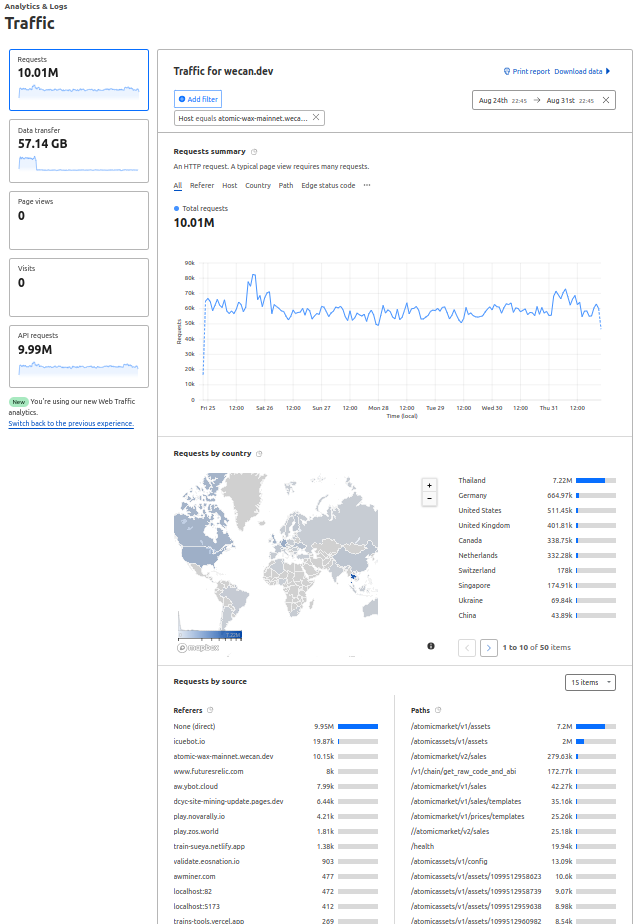 Analytics & Logs
Traffic
Requests
10.01M
Data transfer
57.14 GB
Page views
0
Visits
0
API requests
9.99M
New You're using our new Web Traffic
analytics.
Switch back to the previous experience.
Traffic for wecan.dev
Print report Download data
Add filter
Aug 24th 22:45 → Aug 31st 22:45
Host equals atomic-wax-mainnet.weca...
Requests summary
An HTTP request. A typical page view requires many requests.
All Referer Host Country Path Edge status code ...
Total requests
10.01M
90k
80k
70k
60k
50k
40k
30k
20k
10k
0
Requests
Fri 25 12:00 Sat 26 12:00 Sun 27 12:00 Mon 28 12:00 Tue 29 12:00 Wed 30 12:00 Thu 31 12:00
Time (local)
Requests by country
+
−
mapbox
Thailand 7.22M
Germany 664.97k
United States 511.45k
United Kingdom 401.81k
Canada 338.75k
Netherlands 332.28k
Switzerland 178k
Singapore 174.91k
Ukraine 69.84k
China 43.89k
1 to 10 of 50 items
Requests by source
15 items
Referers
None (direct) 9.95M
icuebot.io 19.87k
atomic-wax-mainnet.wecan.dev 10.15k
www.futuresrelic.com 8k
aw.ybot.cloud 7.99k
dcyc-site-mining-update.pages.dev 6.44k
play.novarally.io 4.21k
play.zos.world 1.81k
train-sueya.netlify.app 1.38k
validate.eosnation.io 903
awminer.com 477
localhost:82 472
localhost:5173 412
trains-tools.vercel.app 269
Paths
/atomicmarket/v1/assets 7.2M
/atomicassets/v1/assets 2M
/atomicmarket/v2/sales 279.63k
/v1/chain/get_raw_code_and_abi 172.77k
/atomicmarket/v1/sales 42.27k
/atomicmarket/v1/sales/templates 35.16k
/atomicmarket/v1/prices/templates 25.26k
//atomicmarket/v2/sales 25.18k
/health 19.94k
/atomicassets/v1/config 13.09k
/atomicassets/v1/assets/1099512958623 10.6k
/atomicassets/v1/assets/1099512958739 9.07k
/atomicassets/v1/assets/1099512959638 8.98k
/atomicassets/v1/assets/1099512960982 8.54k